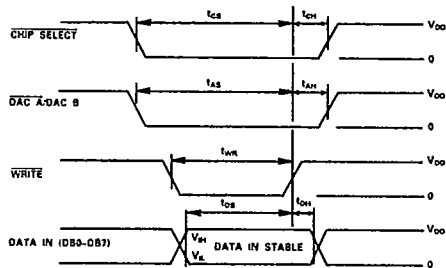 tCS tCH
CHIP SELECT VDD
0
tAS tAH
DAC A/DAC B VDD
0
tWR
WRITE VDD
0
tDS tDH
DATA IN (DB0-DB7) VIH DATA IN STABLE VDD
VIL 0